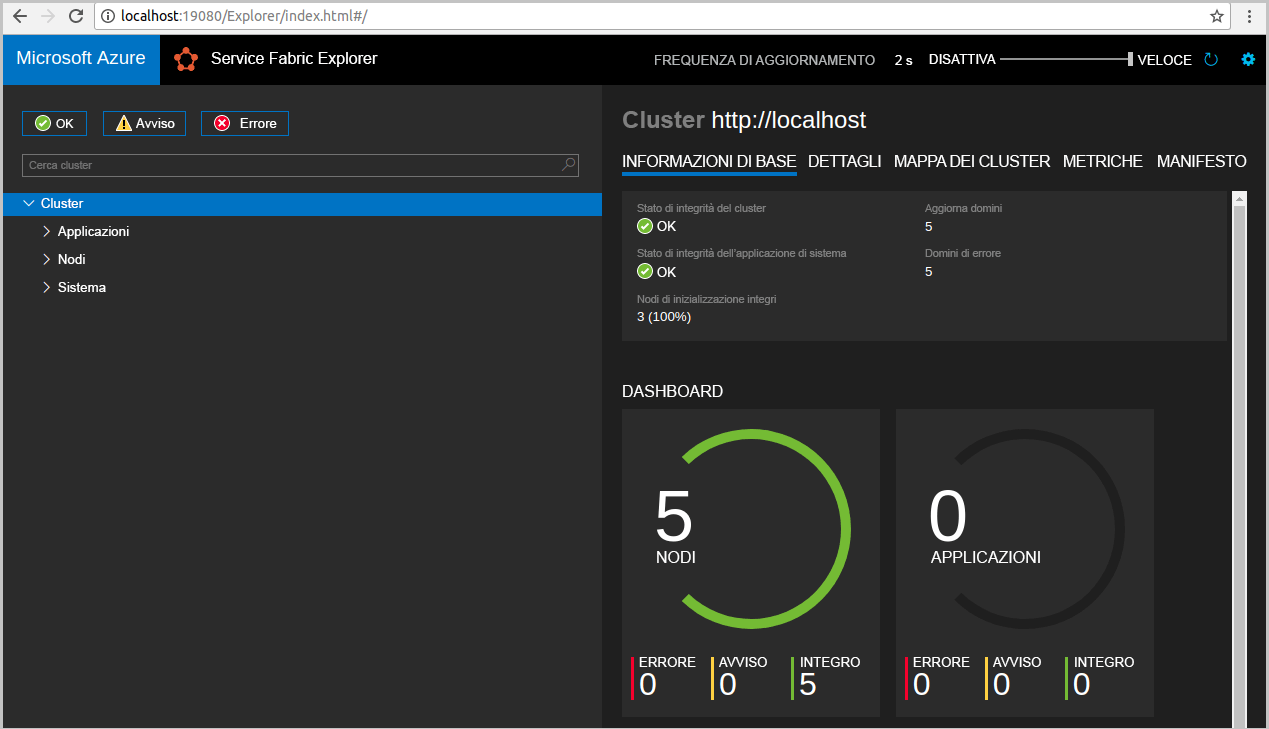 localhost:19080/Explorer/index.html#/
Microsoft Azure
Service Fabric Explorer
FREQUENZA DI AGGIORNAMENTO 2 s DISATTIVA VELOCE
OK Avviso Errore
Cerca cluster
Cluster
Applicazioni
Nodi
Sistema
Cluster http://localhost
INFORMAZIONI DI BASE DETTAGLI MAPPA DEI CLUSTER METRICHE MANIFESTO
Stato di integrità del cluster
OK
Stato di integrità dell'applicazione di sistema
OK
Nodi di inizializzazione integri
3 (100%)
Aggiorna domini
5
Domini di errore
5
DASHBOARD
5
NODI
ERRORE AVVISO INTEGRO
0 0 5
0
APPLICAZIONI
ERRORE AVVISO INTEGRO
0 0 0